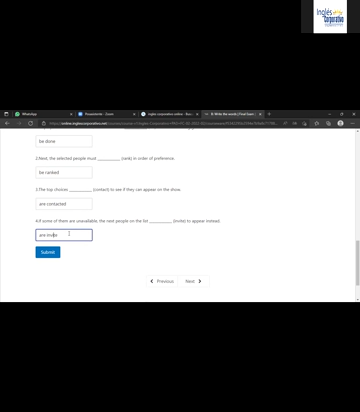 Inglés
Corporativo
WhatsApp
be done
2.Next, the selected people must __________ (rank) in order of preference.
be ranked
3.The top choices __________ (contact) to see if they can appear on the show.
are contacted
4.If some of them are unavailable, the next people on the list __________ (invite) to appear instead.
are invite
Submit
Previous
Next